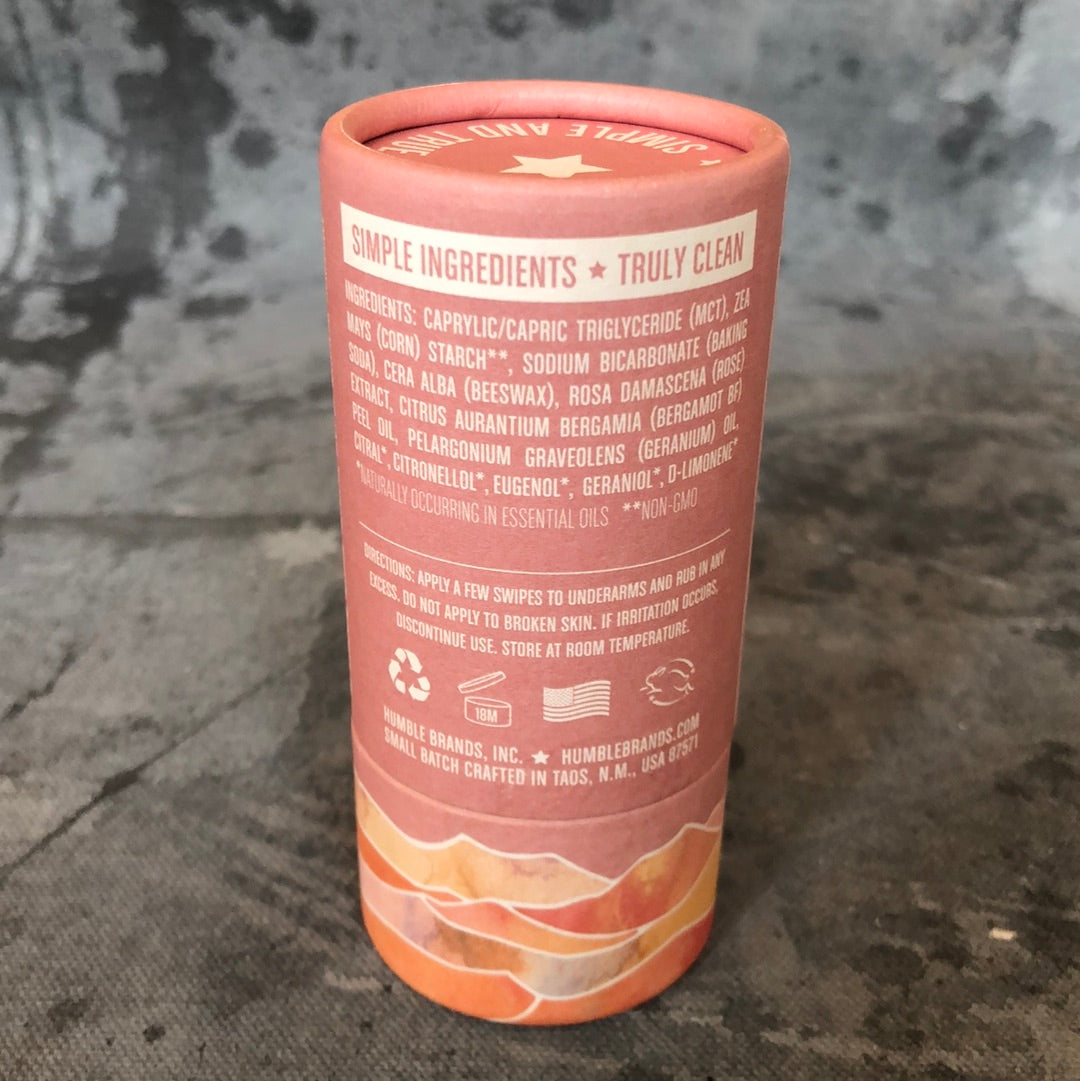 ★ SIMPLE AND TRUE
SIMPLE INGREDIENTS ★ TRULY CLEAN
INGREDIENTS: CAPRYLIC/CAPRIC TRIGLYCERIDE (MCT), ZEA
MAYS (CORN) STARCH**, SODIUM BICARBONATE (BAKING
SODA), CERA ALBA (BEESWAX), ROSA DAMASCENA (ROSE)
EXTRACT, CITRUS AURANTIUM BERGAMIA (BERGAMOT BF)
PEEL OIL, PELARGONIUM GRAVEOLENS (GERANIUM) OIL,
CITRAL*, CITRONELLOL*, EUGENOL*, GERANIOL*, D-LIMONENE*
*NATURALLY OCCURRING IN ESSENTIAL OILS **NON-GMO
DIRECTIONS: APPLY A FEW SWIPES TO UNDERARMS AND RUB IN ANY
EXCESS. DO NOT APPLY TO BROKEN SKIN. IF IRRITATION OCCURS,
DISCONTINUE USE. STORE AT ROOM TEMPERATURE.
18M
HUMBLE BRANDS, INC. ★ HUMBLEBRANDS.COM
SMALL BATCH CRAFTED IN TAOS, N.M., USA 87571